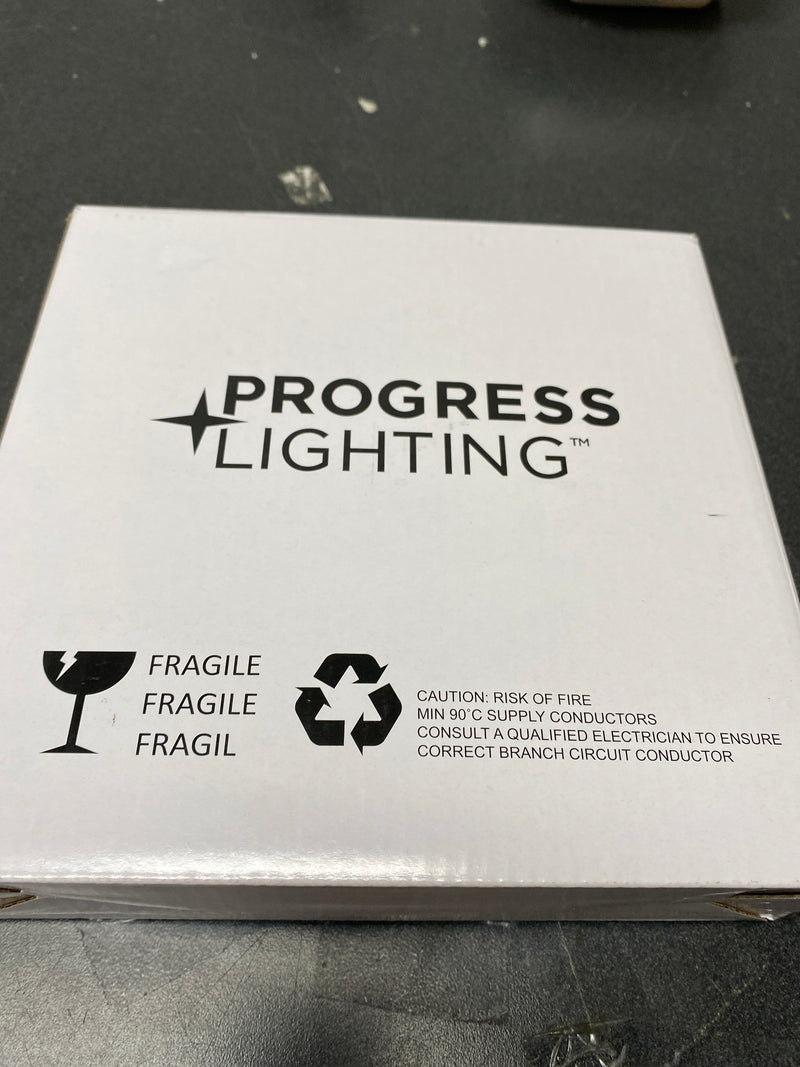 PROGRESS
LIGHTING™
FRAGILE
FRAGILE
FRAGIL
CAUTION: RISK OF FIRE
MIN 90°C SUPPLY CONDUCTORS
CONSULT A QUALIFIED ELECTRICIAN TO ENSURE
CORRECT BRANCH CIRCUIT CONDUCTOR